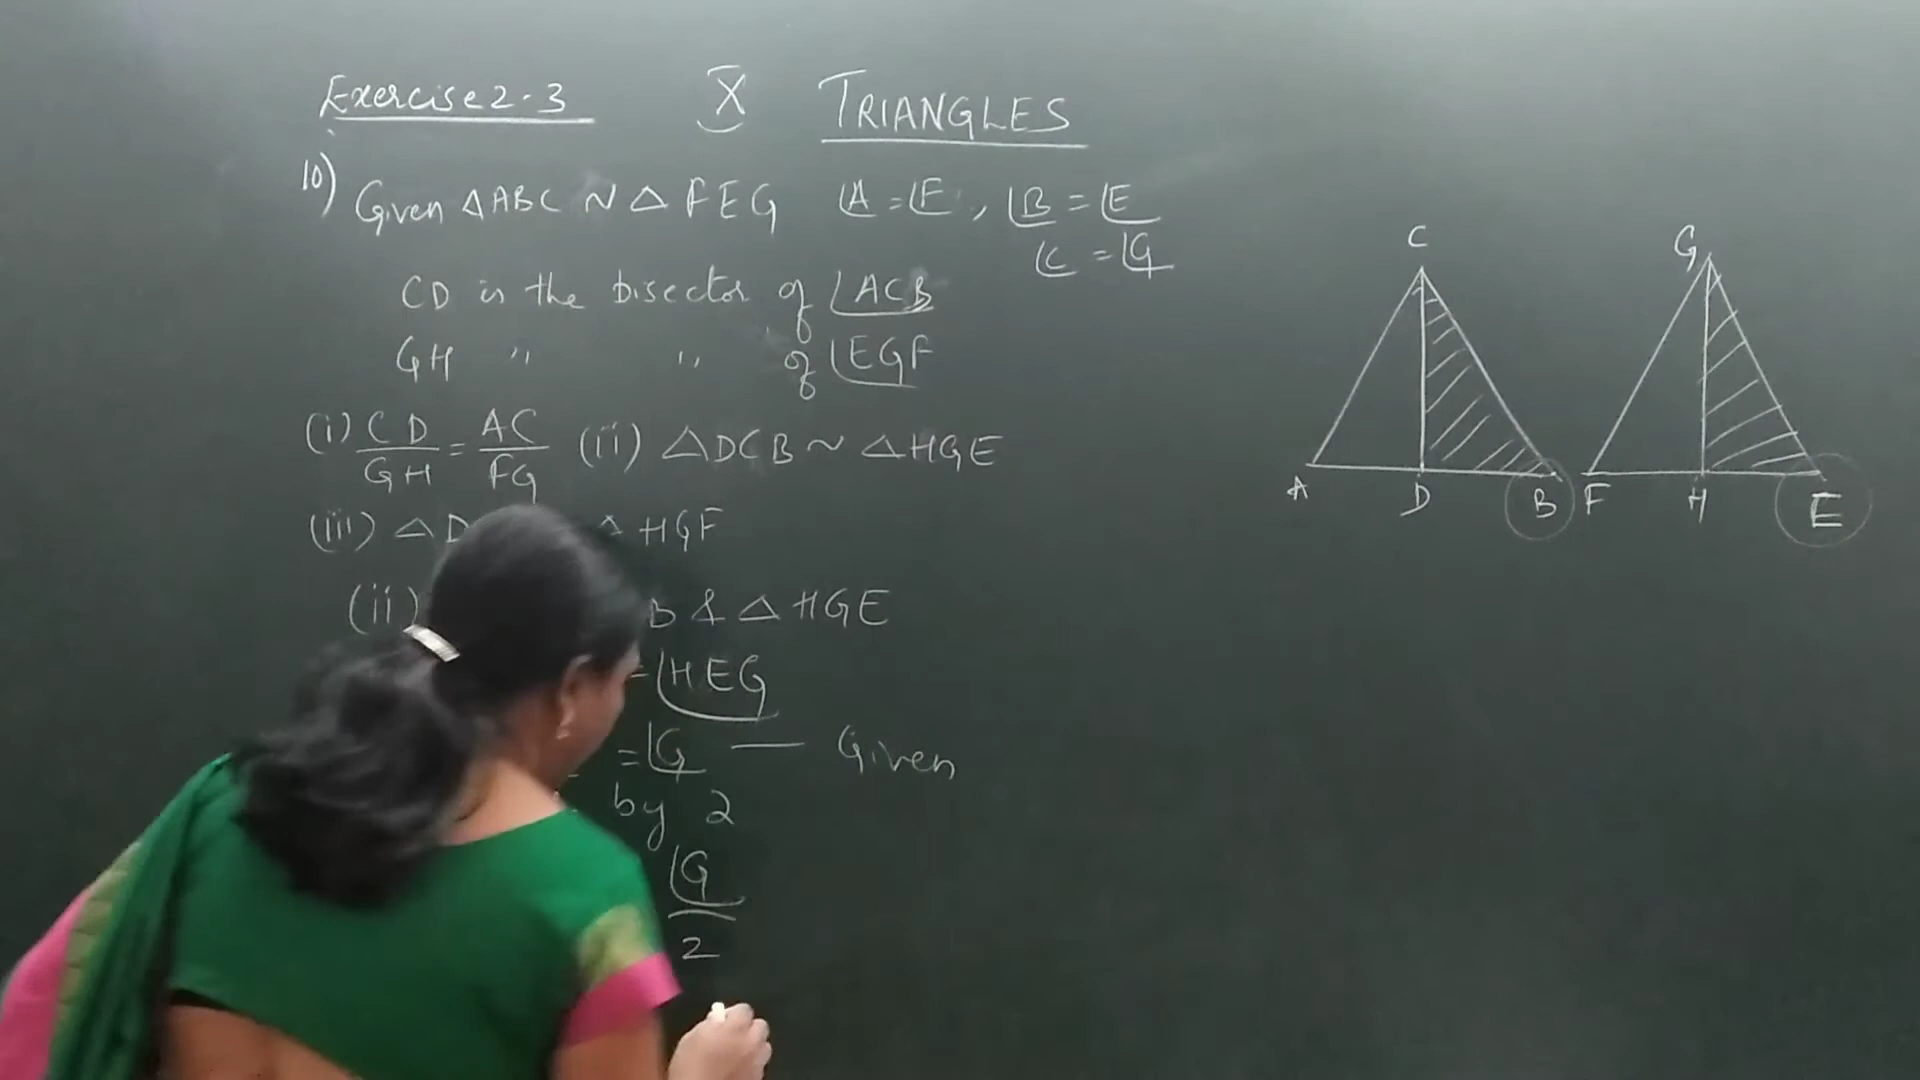 Exercise 2.3 X TRIANGLES
10) Given △ABC ~ △FEG ∠A = ∠F, ∠B = ∠E
∠C = ∠G
CD is the bisector of ∠ACB
GH " " of ∠EGF
(i) CD/GH = AC/FG (ii) △DCB ~ △HGE
(iii) △D △HGF
(ii) B & △HGE
= ∠HEG
= ∠G — Given
by 2
∠G/2
C
G
A D B F H E